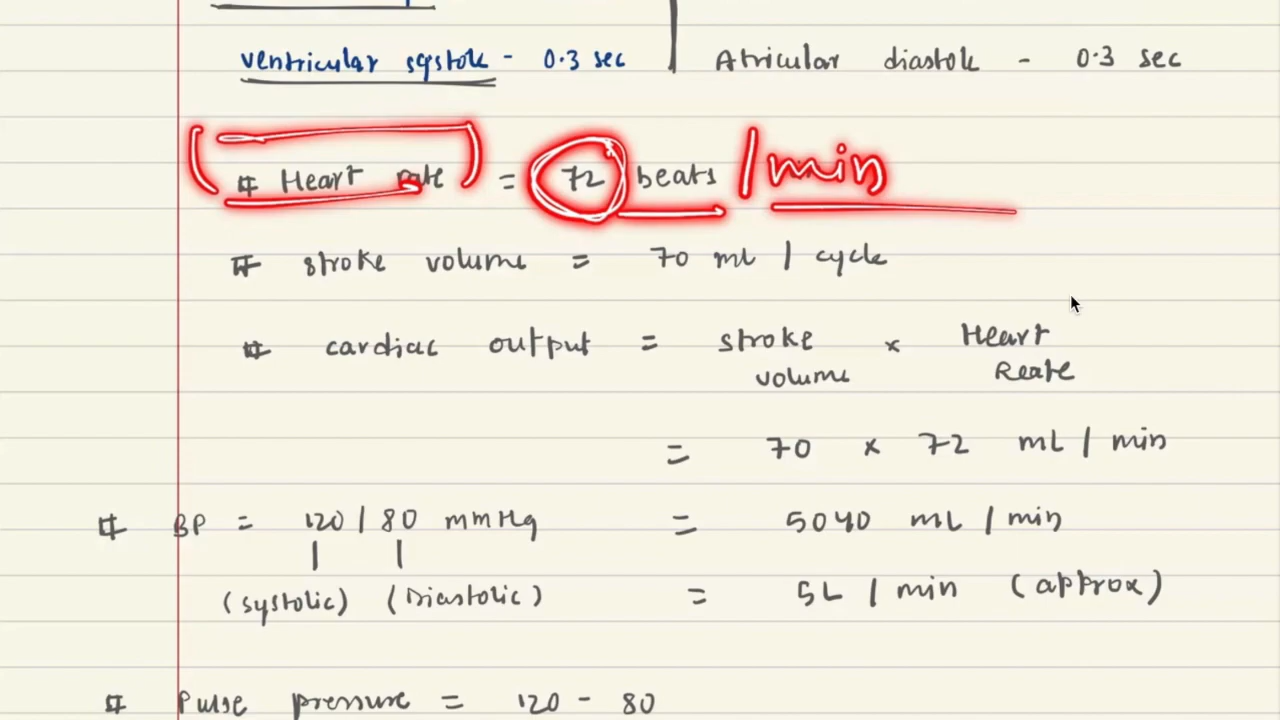 ventricular systole - 0.3 sec | Atricular diastole - 0.3 sec
# Heart rate = 72 beats / min
# stroke volume = 70 ml / cycle
# cardiac output = stroke volume × Heart Reate
= 70 × 72 mL / min
# BP = 120 / 80 mmHg = 5040 mL / min
(systolic) (Diastolic) = 5L / min (approx)
# Pulse pressure = 120 - 80